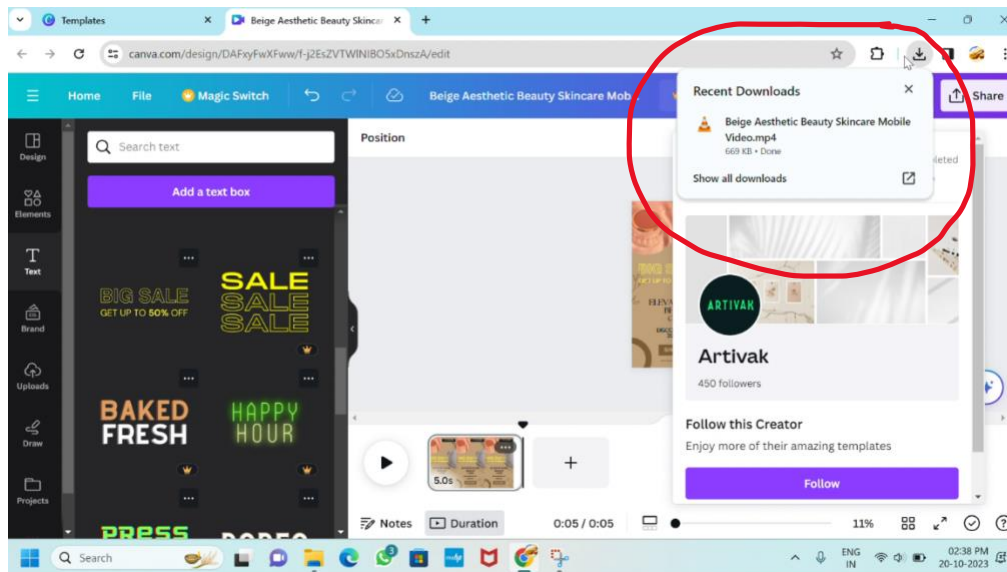 Templates
Beige Aesthetic Beauty Skincar
canva.com/design/DAFxyFwXFww/f-j2EsZVTWlNIBO5xDnszA/edit
Home File Magic Switch Beige Aesthetic Beauty Skincare Mob... Share
Recent Downloads
Beige Aesthetic Beauty Skincare Mobile
Video.mp4
669 KB • Done
Show all downloads
Design
Elements
Text
Brand
Uploads
Draw
Projects
Search text
Add a text box
BIG SALE
GET UP TO 50% OFF
SALE
SALE
SALE
BAKED
FRESH
HAPPY
HOUR
PRESS
RODEO
Position
5.0s
Notes Duration 0:05 / 0:05 11%
ARTIVAK
Artivak
450 followers
Follow this Creator
Enjoy more of their amazing templates
Follow
Search
3
ENG
IN
02:38 PM
20-10-2023